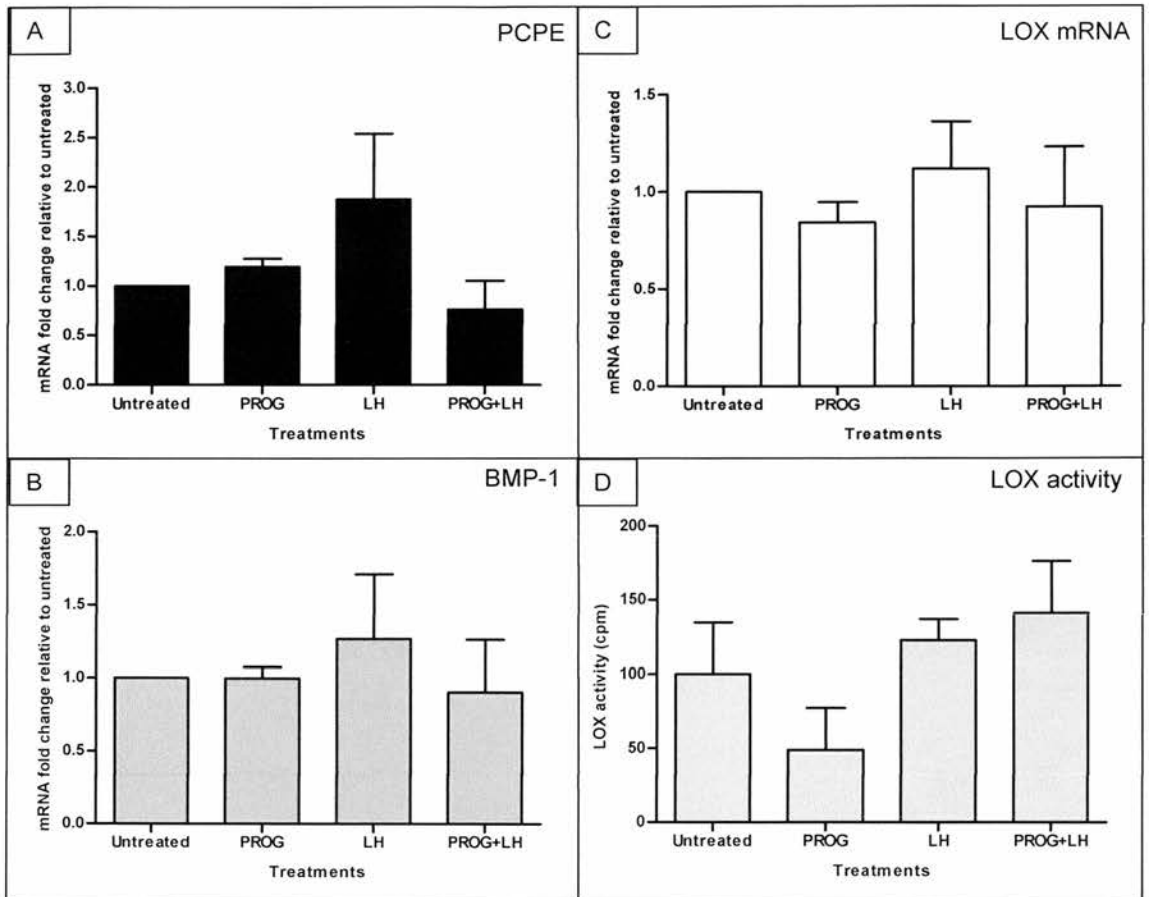 A
PCPE
mRNA fold change relative to untreated
3.0
2.5
2.0
1.5
1.0
0.5
0.0
Untreated PROG LH PROG+LH
Treatments
C
LOX mRNA
mRNA fold change relative to untreated
1.5
1.0
0.5
0.0
Untreated PROG LH PROG+LH
Treatments
B
BMP-1
mRNA fold change relative to untreated
2.0
1.5
1.0
0.5
0.0
Untreated PROG LH PROG+LH
Treatments
D
LOX activity
LOX activity (cpm)
200
150
100
50
0
Untreated PROG LH PROG+LH
Treatments